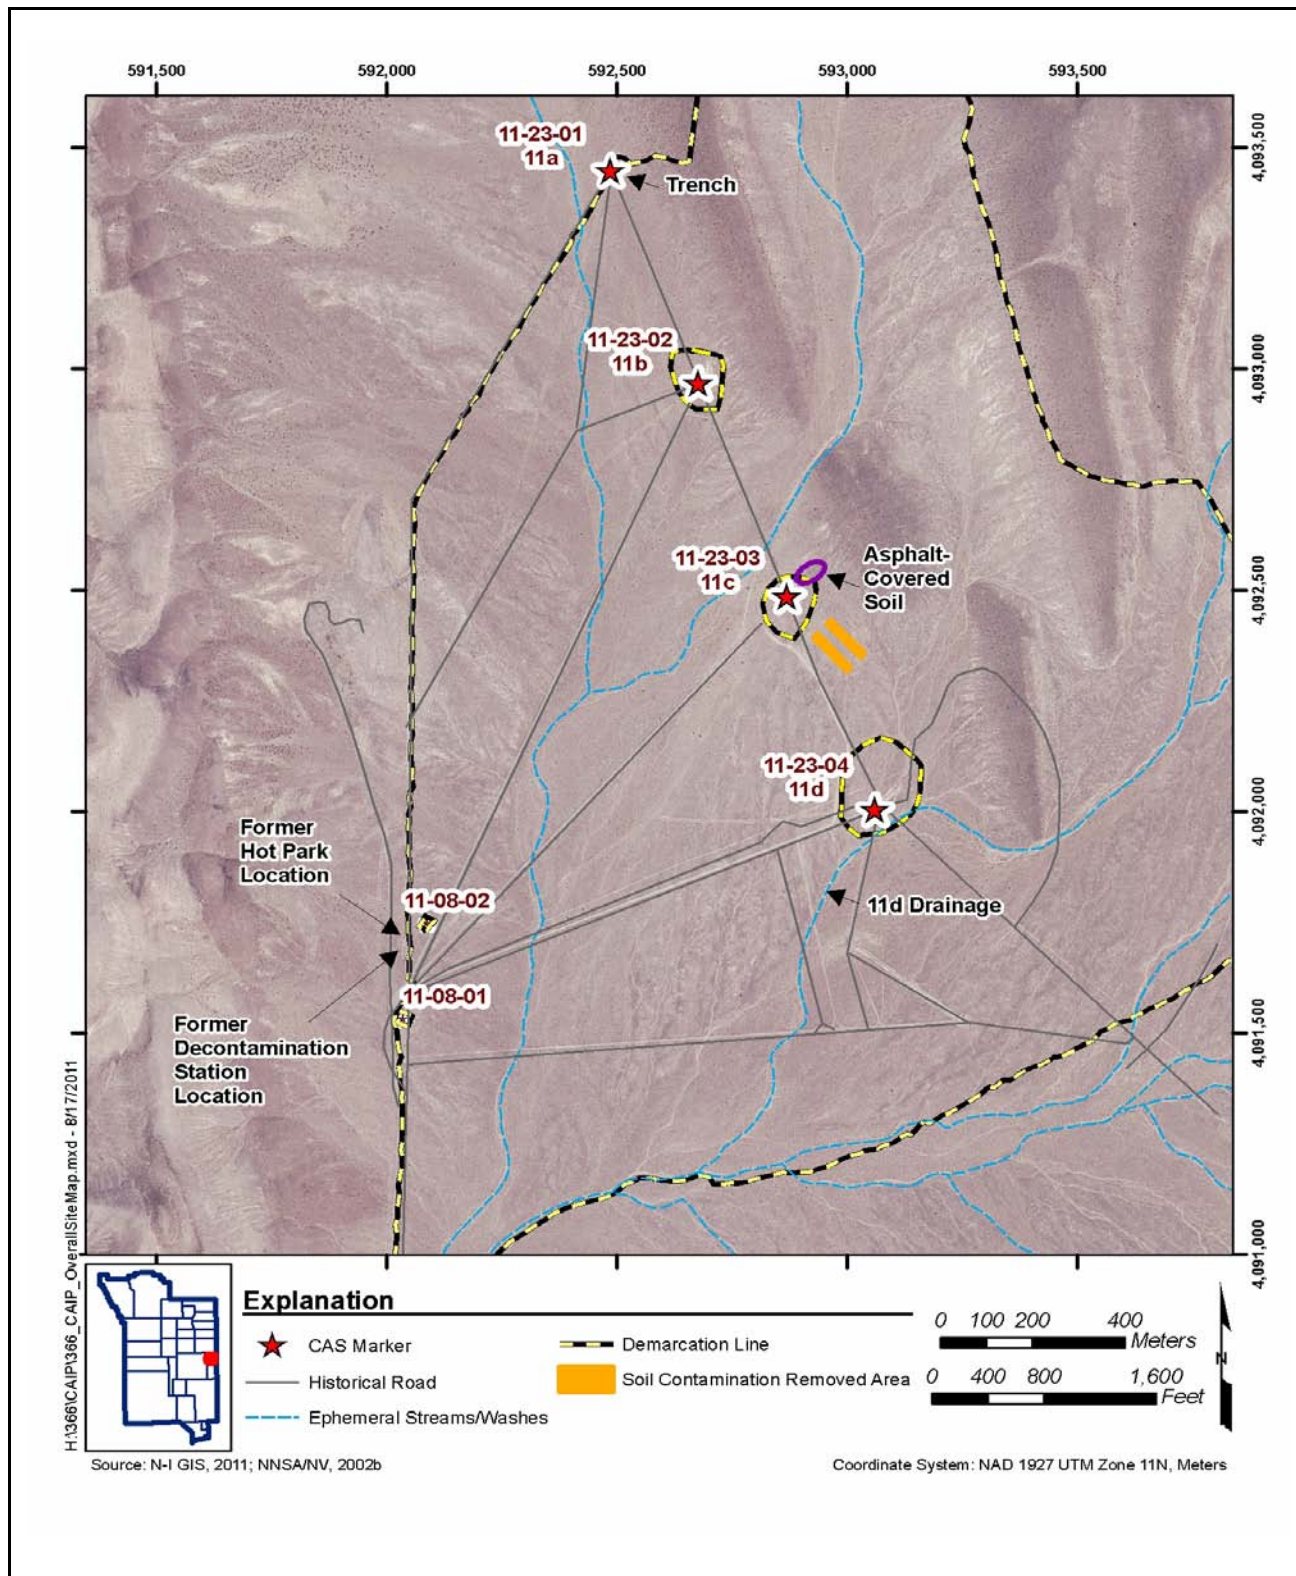 591,500
592,000
592,500
593,000
593,500
4,093,500
4,093,000
4,092,500
4,092,000
4,091,500
4,091,000
11-23-01
11a
Trench
11-23-02
11b
11-23-03
11c
Asphalt-
Covered
Soil
11-23-04
11d
Former
Hot Park
Location
11-08-02
11d Drainage
11-08-01
Former
Decontamination
Station
Location
H:\366\CAIP\366_CAIP_OverallSiteMap.mxd - 8/17/2011
Explanation
CAS Marker
Historical Road
Ephemeral Streams/Washes
Demarcation Line
Soil Contamination Removed Area
0 100 200 400
Meters
0 400 800 1,600
Feet
N
Source: N-I GIS, 2011; NNSA/NV, 2002b
Coordinate System: NAD 1927 UTM Zone 11N, Meters